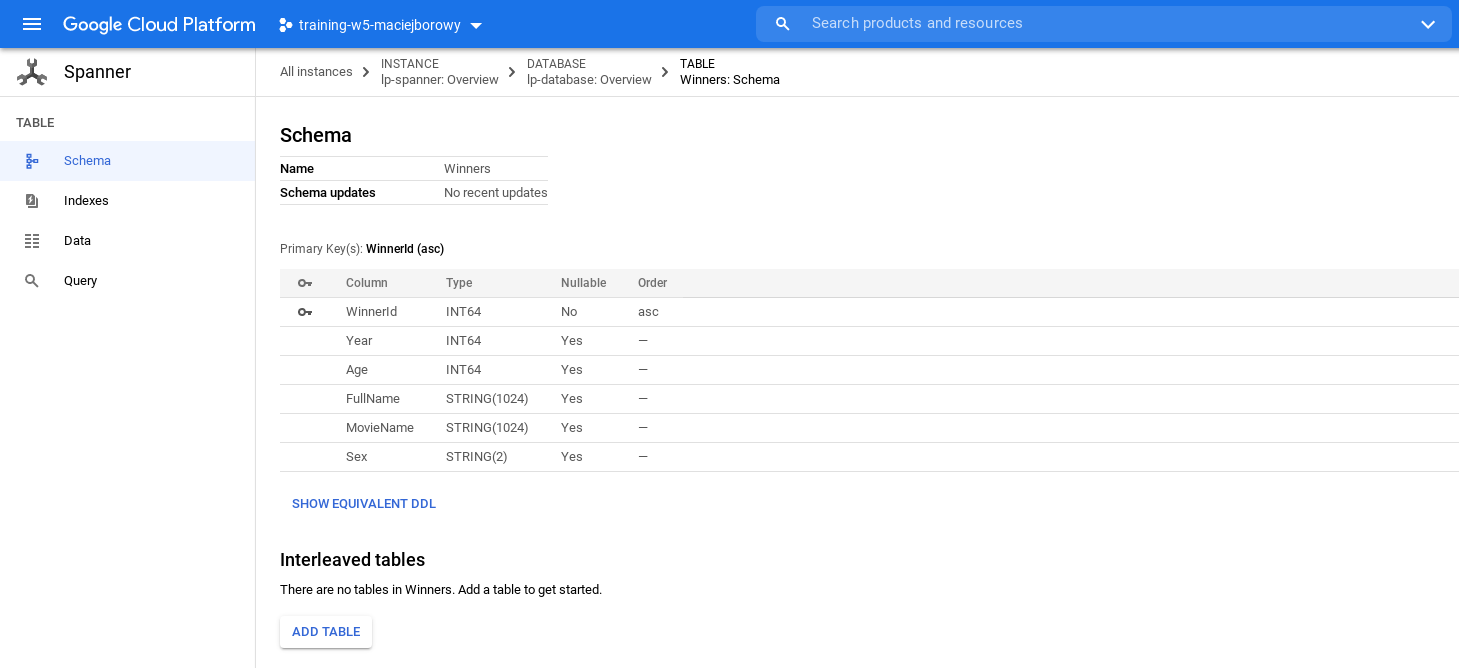 Google Cloud Platform training-w5-maciejborowy Search products and resources
Spanner
All instances INSTANCE lp-spanner: Overview DATABASE lp-database: Overview TABLE Winners: Schema
TABLE
Schema
Indexes
Data
Query
Schema
Name Winners
Schema updates No recent updates
Primary Key(s): WinnerId (asc)
Column Type Nullable Order
WinnerId INT64 No asc
Year INT64 Yes —
Age INT64 Yes —
FullName STRING(1024) Yes —
MovieName STRING(1024) Yes —
Sex STRING(2) Yes —
SHOW EQUIVALENT DDL
Interleaved tables
There are no tables in Winners. Add a table to get started.
ADD TABLE